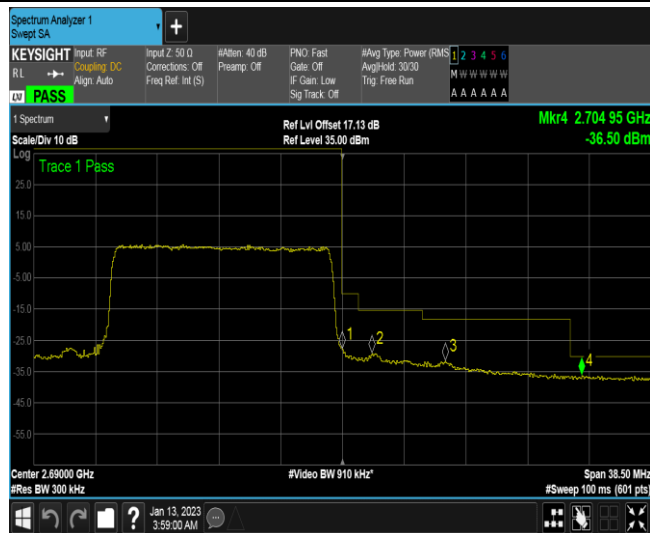 Spectrum Analyzer 1
Swept SA
+
KEYSIGHT
RL
LXI PASS
Input: RF
Coupling: DC
Align: Auto
Input Z: 50 Ω
Corrections: Off
Freq Ref: Int (S)
#Atten: 40 dB
Preamp: Off
PNO: Fast
Gate: Off
IF Gain: Low
Sig Track: Off
#Avg Type: Power (RMS
Avg|Hold: 30/30
Trig: Free Run
1 2 3 4 5 6
M W W W W W
A A A A A A
1 Spectrum
Scale/Div 10 dB
Log
Ref Lvl Offset 17.13 dB
Ref Level 35.00 dBm
Mkr4 2.704 95 GHz
-36.50 dBm
Trace 1 Pass
25.0
15.0
5.00
-5.00
-15.0
-25.0
-35.0
-45.0
-55.0
1
2
3
4
Center 2.69000 GHz
#Res BW 300 kHz
#Video BW 910 kHz*
Span 38.50 MHz
#Sweep 100 ms (601 pts)
?
Jan 13, 2023
3:59:00 AM